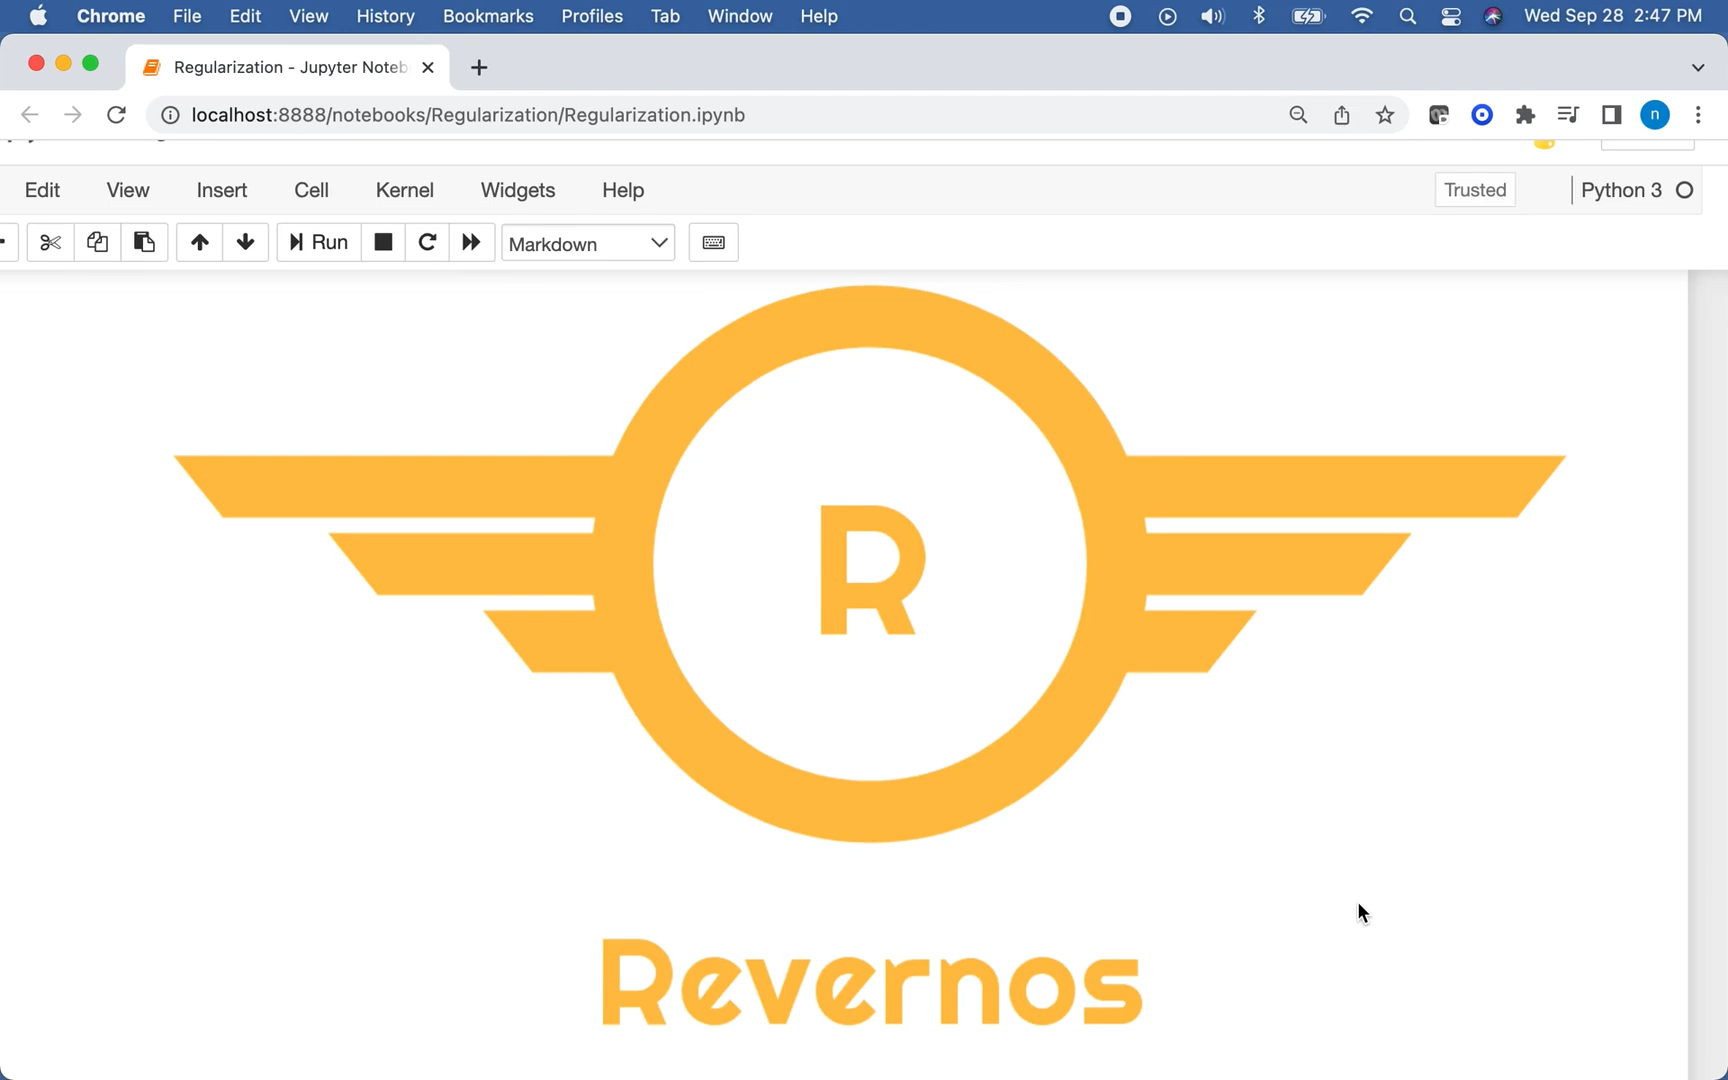 Chrome File Edit View History Bookmarks Profiles Tab Window Help Wed Sep 28 2:47 PM
Regularization - Jupyter Noteb
localhost:8888/notebooks/Regularization/Regularization.ipynb n
Edit View Insert Cell Kernel Widgets Help Trusted Python 3
Run Markdown
R
Revernos